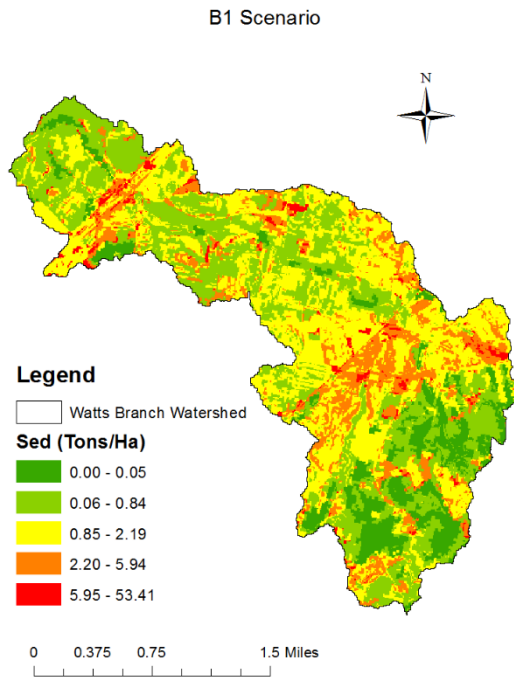 B1 Scenario
N
Legend
Watts Branch Watershed
Sed (Tons/Ha)
0.00 - 0.05
0.06 - 0.84
0.85 - 2.19
2.20 - 5.94
5.95 - 53.41
0 0.375 0.75 1.5 Miles